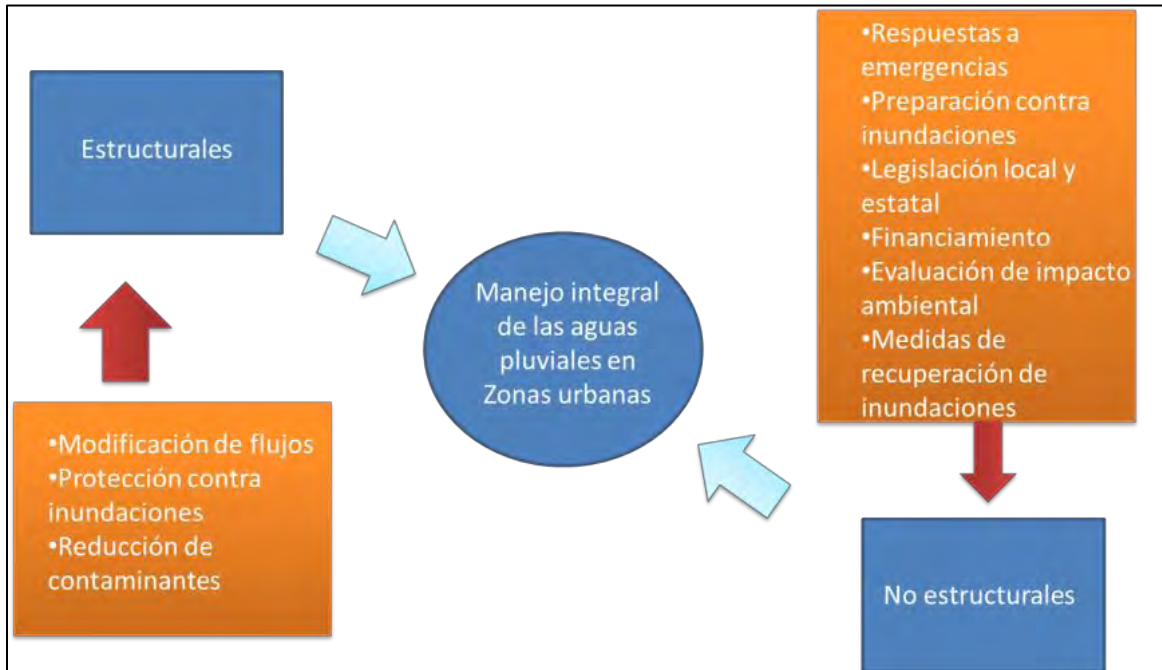 Estructurales
•Modificación de flujos
•Protección contra
inundaciones
•Reducción de
contaminantes
Manejo integral
de las aguas
pluviales en
Zonas urbanas
•Respuestas a
emergencias
•Preparación contra
inundaciones
•Legislación local y
estatal
•Financiamiento
•Evaluación de impacto
ambiental
•Medidas de
recuperación de
inundaciones
No estructurales